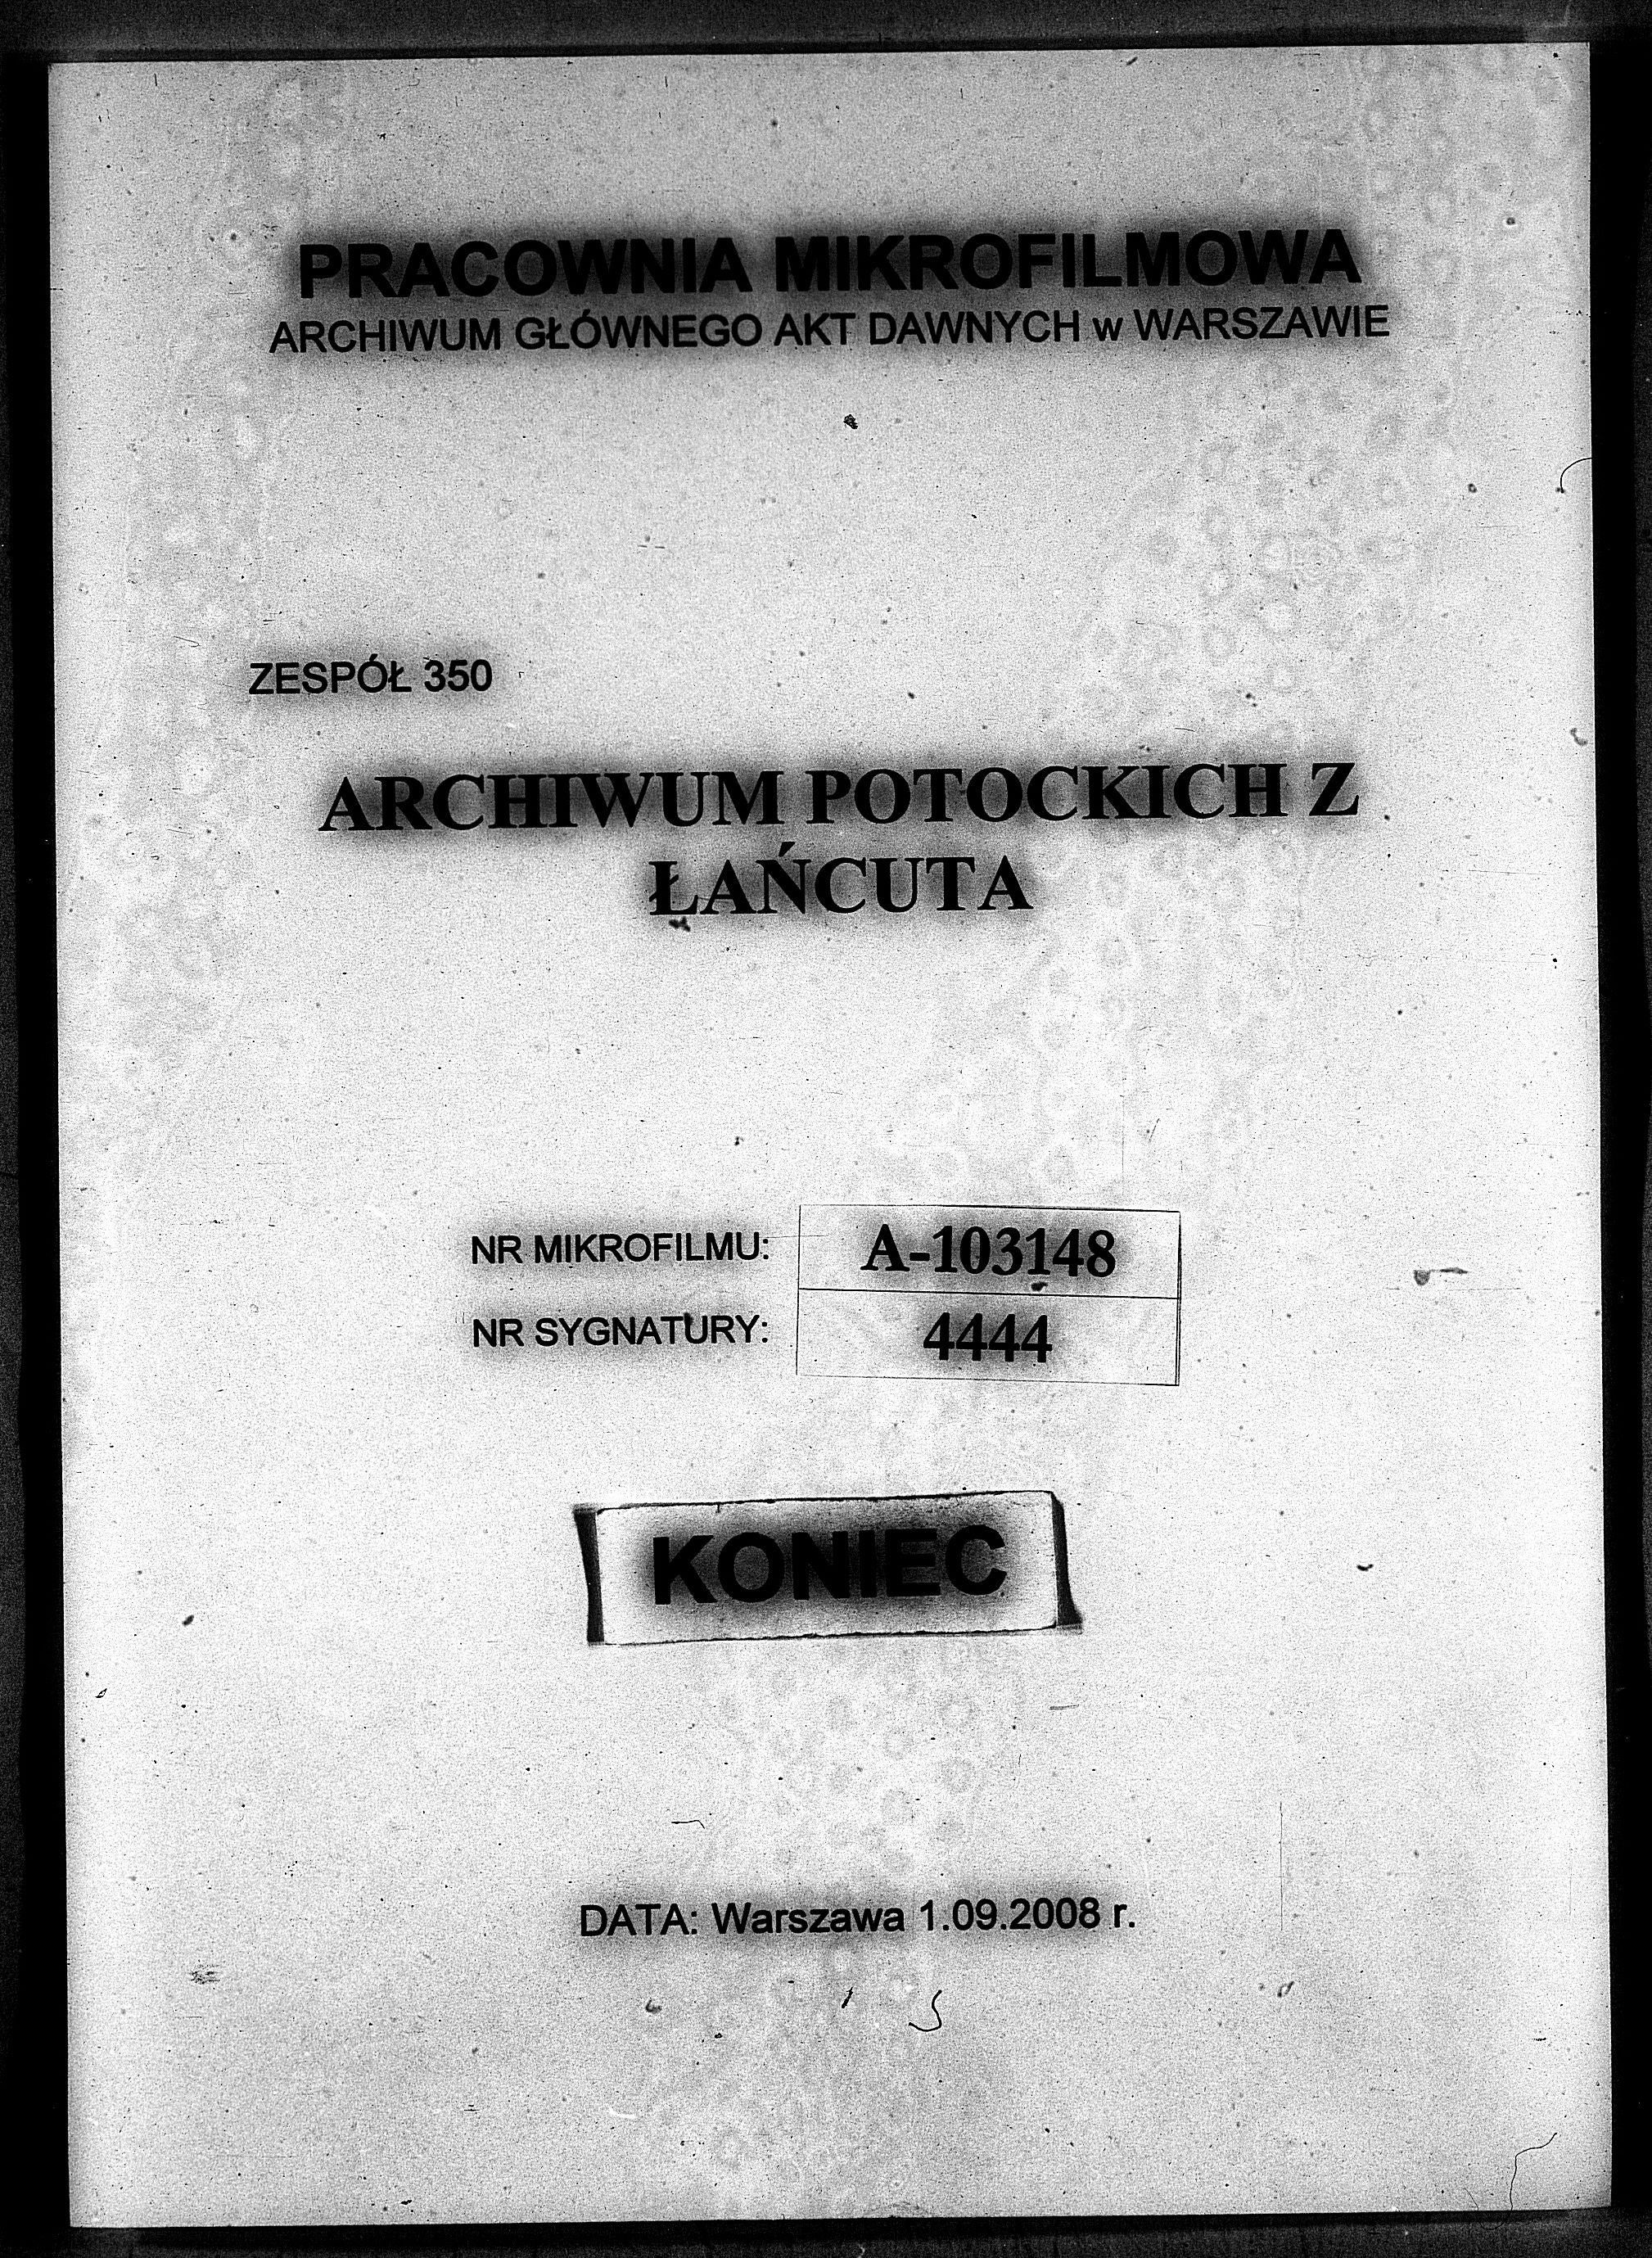 PRACOWNIA MIKROFILMOWA
ARCHIWUM GŁÓWNEGO AKT DAWNYCH w WARSZAWIE
ZESPÓŁ 350
ARCHIWUM POTOCKICH Z
ŁAŃCUTA
NR MIKROFILMU: A-103148
NR SYGNATURY: 4444
KONIEC
DATA: Warszawa 1.09.2008 r.